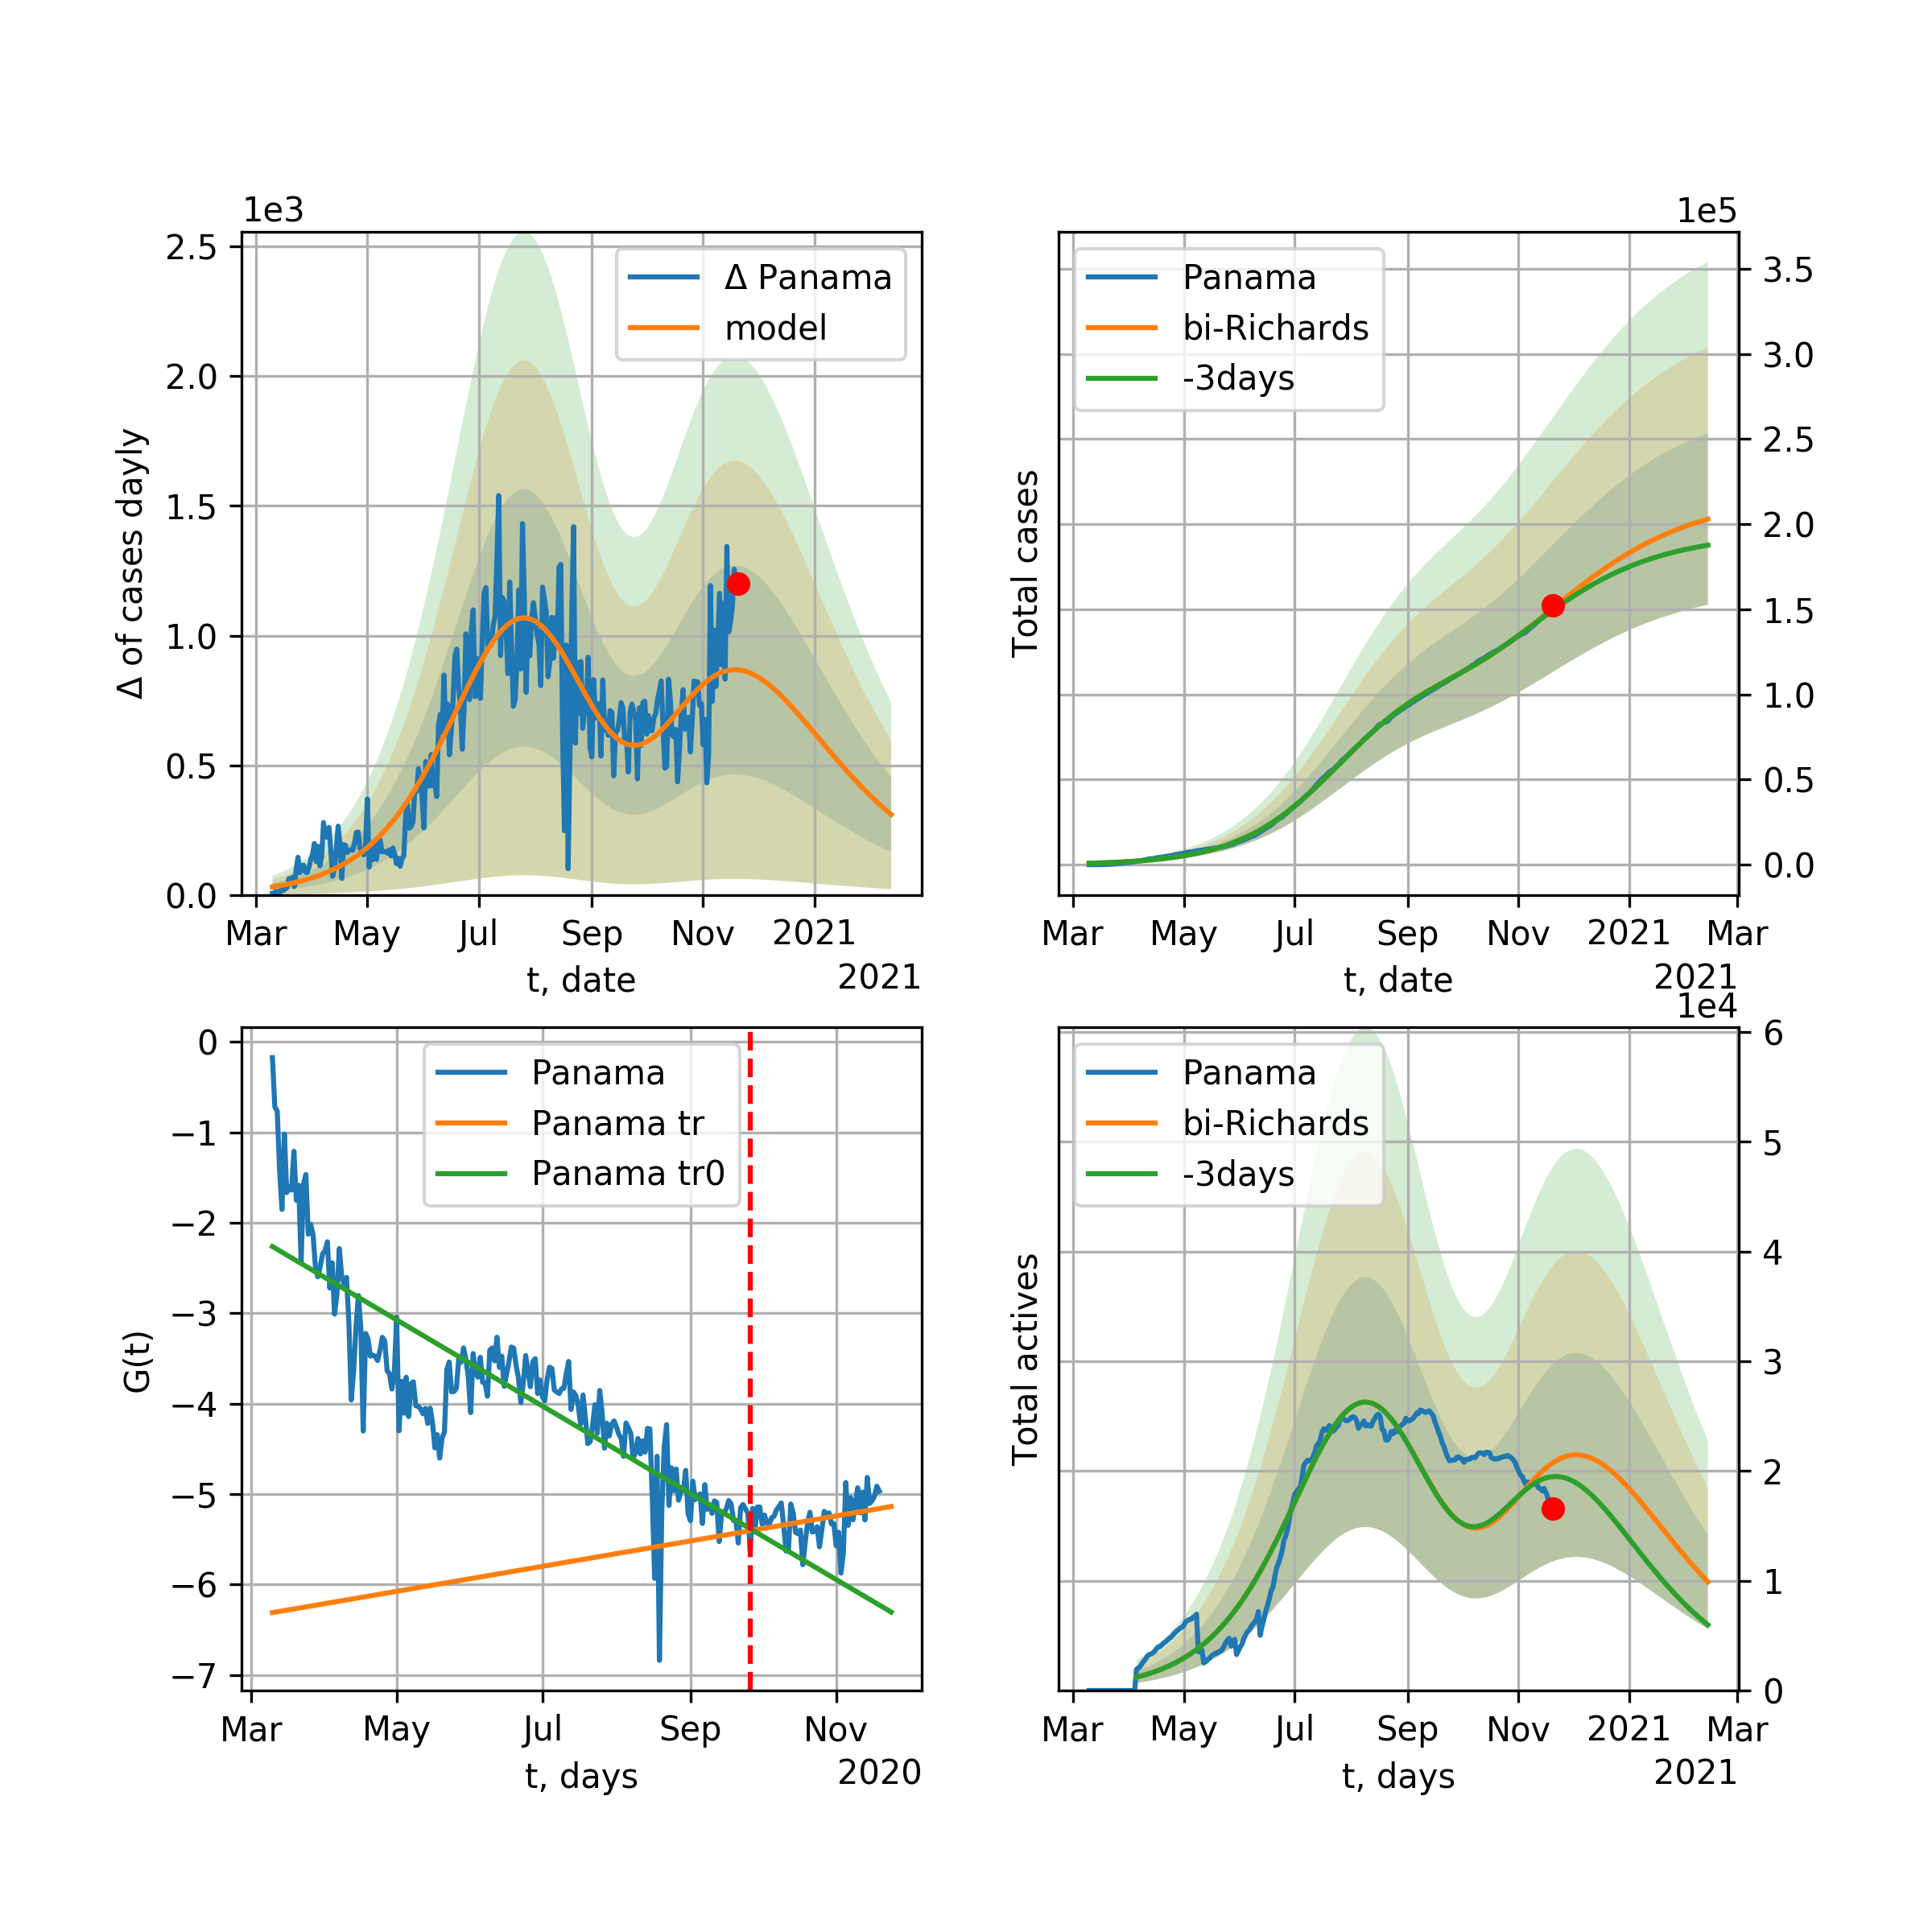 1e3
2.5
2.0
1.5
1.0
0.5
0.0
Δ of cases dayly
Δ Panama
model
Mar May Jul Sep Nov 2021
t, date
2021
1e5
Panama
bi-Richards
-3days
Total cases
3.5
3.0
2.5
2.0
1.5
1.0
0.5
0.0
Mar May Jul Sep Nov 2021 Mar
t, date
2021
0
−1
−2
−3
−4
−5
−6
−7
G(t)
Panama
Panama tr
Panama tr0
Mar May Jul Sep Nov
t, days
2020
1e4
Panama
bi-Richards
-3days
Total actives
6
5
4
3
2
1
0
Mar May Jul Sep Nov 2021 Mar
t, days
2021